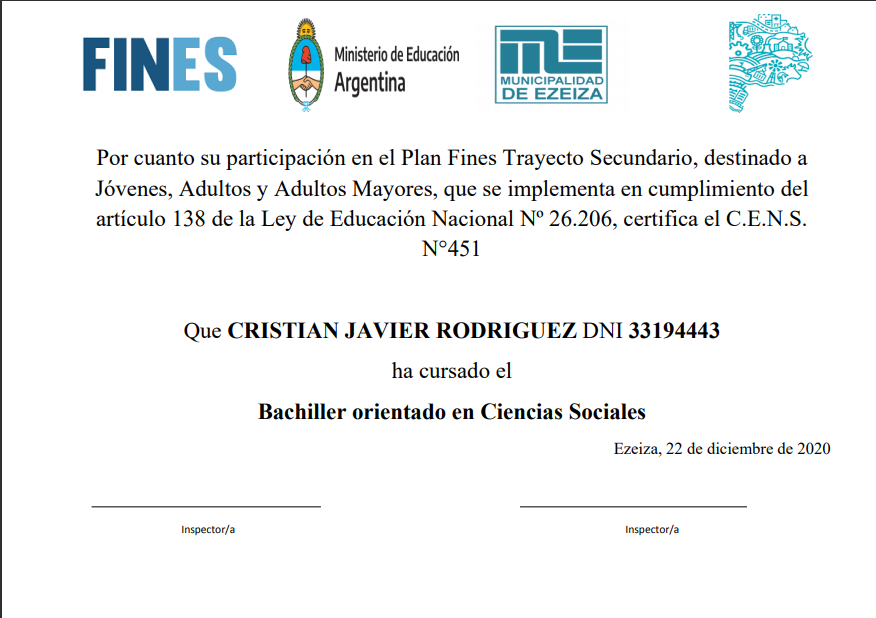 FINES
Ministerio de Educación
Argentina
ME
MUNICIPALIDAD
DE EZEIZA
Por cuanto su participación en el Plan Fines Trayecto Secundario, destinado a
Jóvenes, Adultos y Adultos Mayores, que se implementa en cumplimiento del
artículo 138 de la Ley de Educación Nacional Nº 26.206, certifica el C.E.N.S.
N°451
Que CRISTIAN JAVIER RODRIGUEZ DNI 33194443
ha cursado el
Bachiller orientado en Ciencias Sociales
Ezeiza, 22 de diciembre de 2020
Inspector/a
Inspector/a